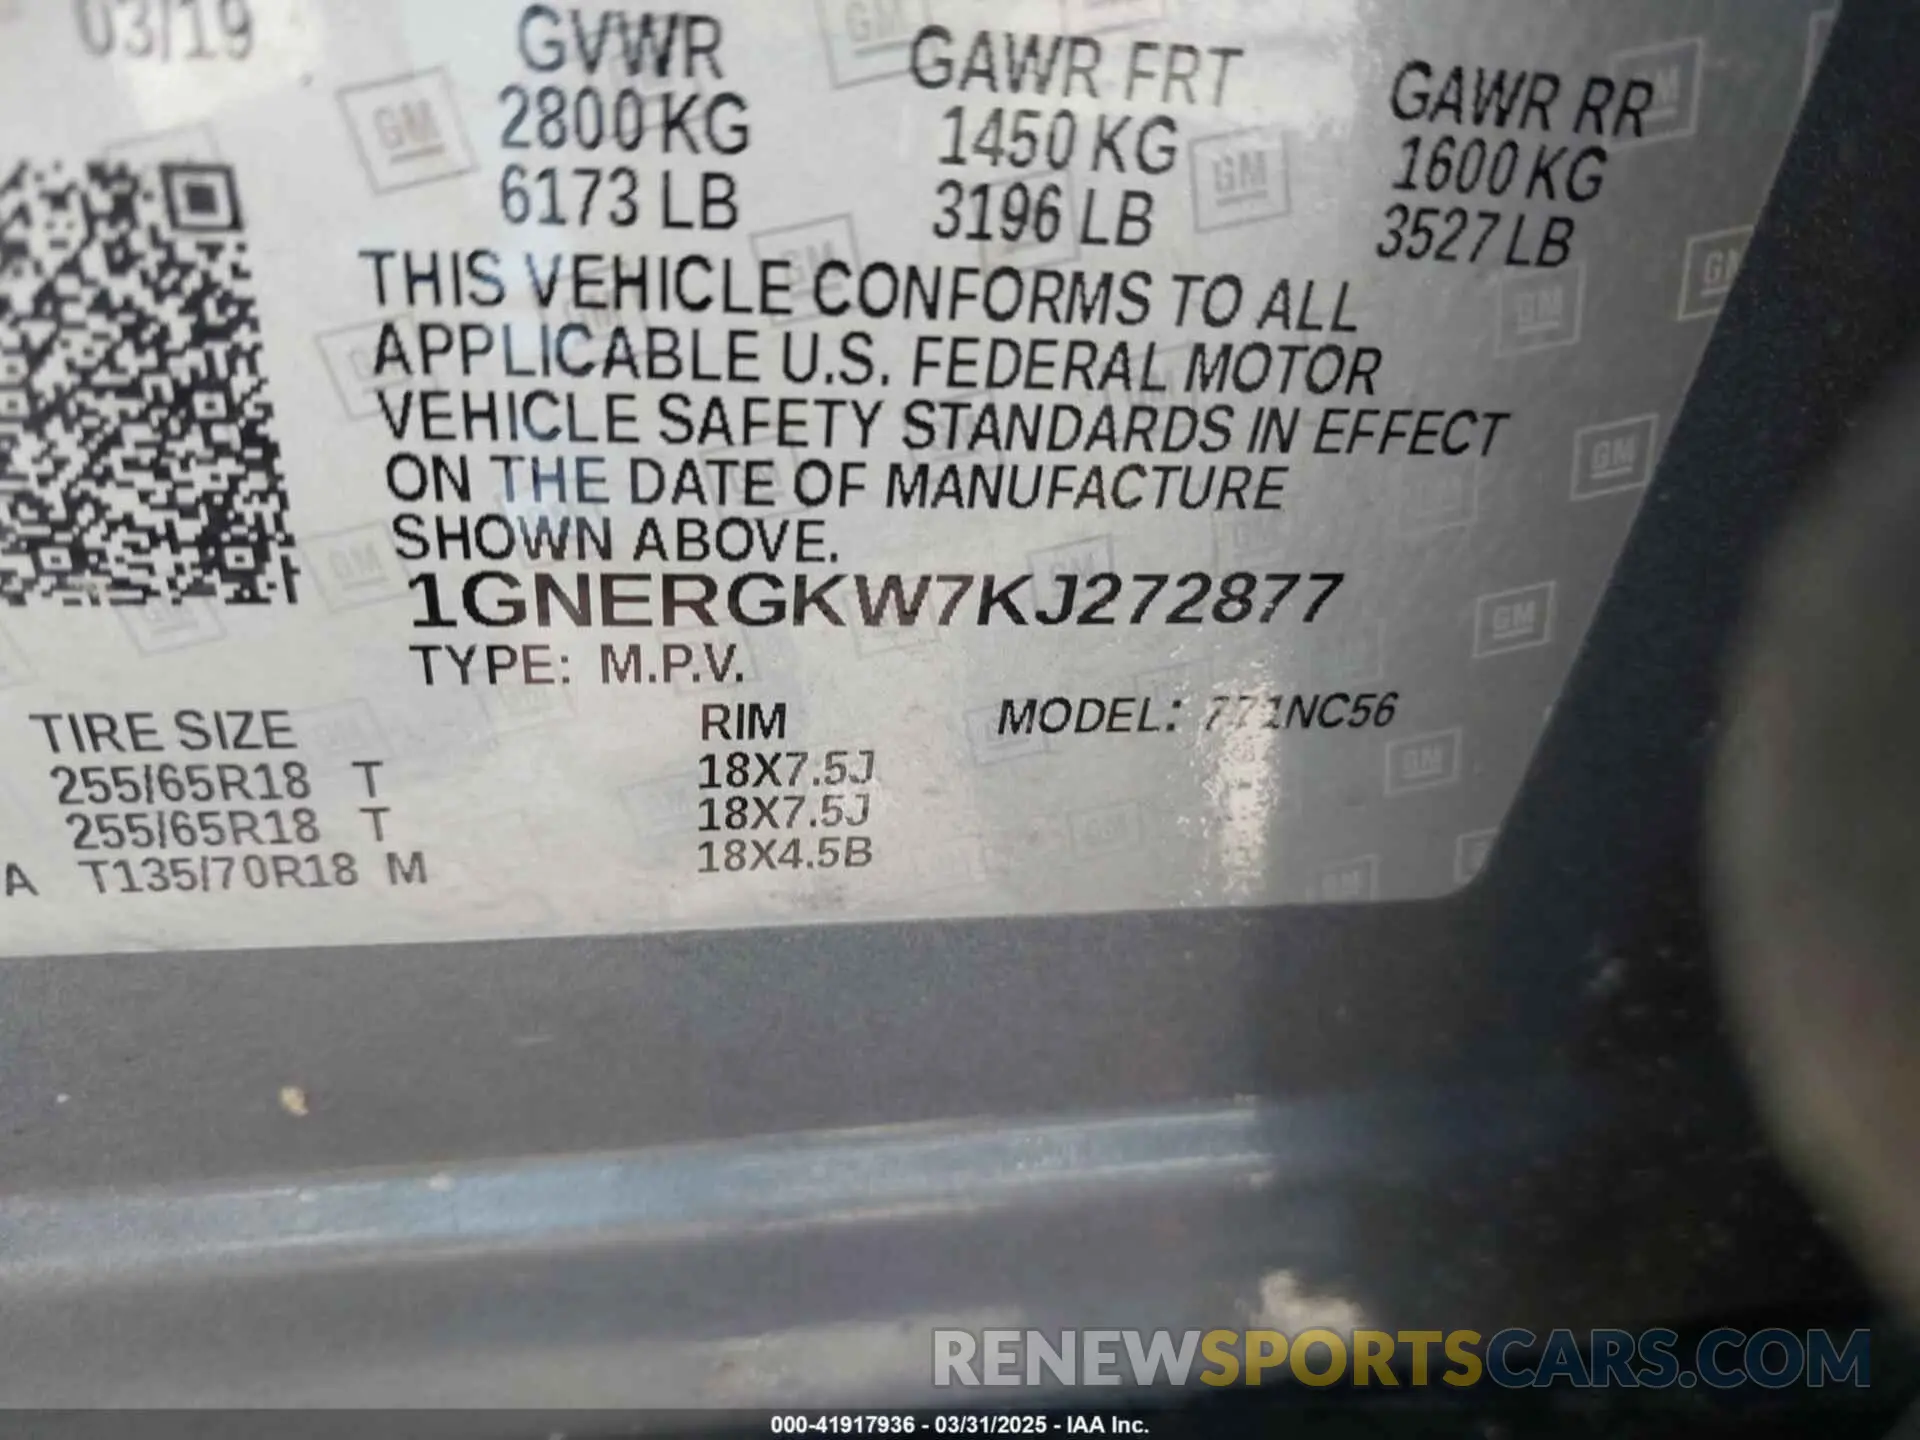 03/19
GVWR GAWR FRT GAWR RR
2800 KG 1450 KG 1600 KG
6173 LB 3196 LB 3527 LB
THIS VEHICLE CONFORMS TO ALL
APPLICABLE U.S. FEDERAL MOTOR
VEHICLE SAFETY STANDARDS IN EFFECT
ON THE DATE OF MANUFACTURE
SHOWN ABOVE.
1GNERGKW7KJ272877
TYPE: M.P.V.
TIRE SIZE RIM MODEL: 771NC56
255/65R18 T 18X7.5J
255/65R18 T 18X7.5J
A T135/70R18 M 18X4.5B
RENEWSPORTSCARS.COM
000-41917936 - 03/31/2025 - IAA Inc.